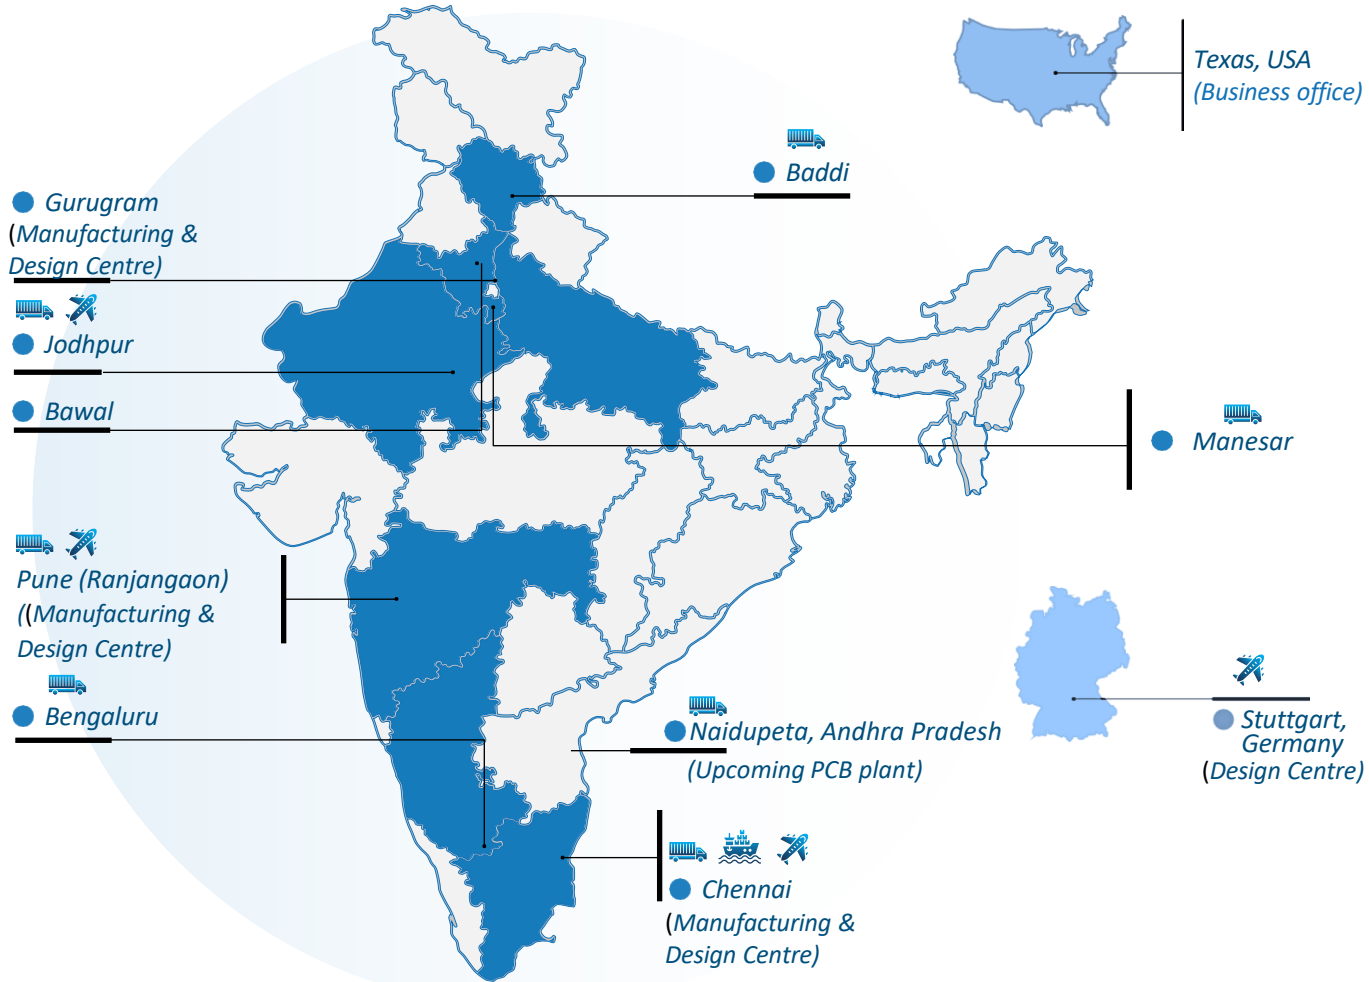 Texas, USA
(Business office)
Baddi
Gurugram
(Manufacturing &
Design Centre)
Jodhpur
Bawal
Manesar
Pune (Ranjangaon)
((Manufacturing &
Design Centre)
Bengaluru
Naidupeta, Andhra Pradesh
(Upcoming PCB plant)
Stuttgart,
Germany
(Design Centre)
Chennai
(Manufacturing &
Design Centre)